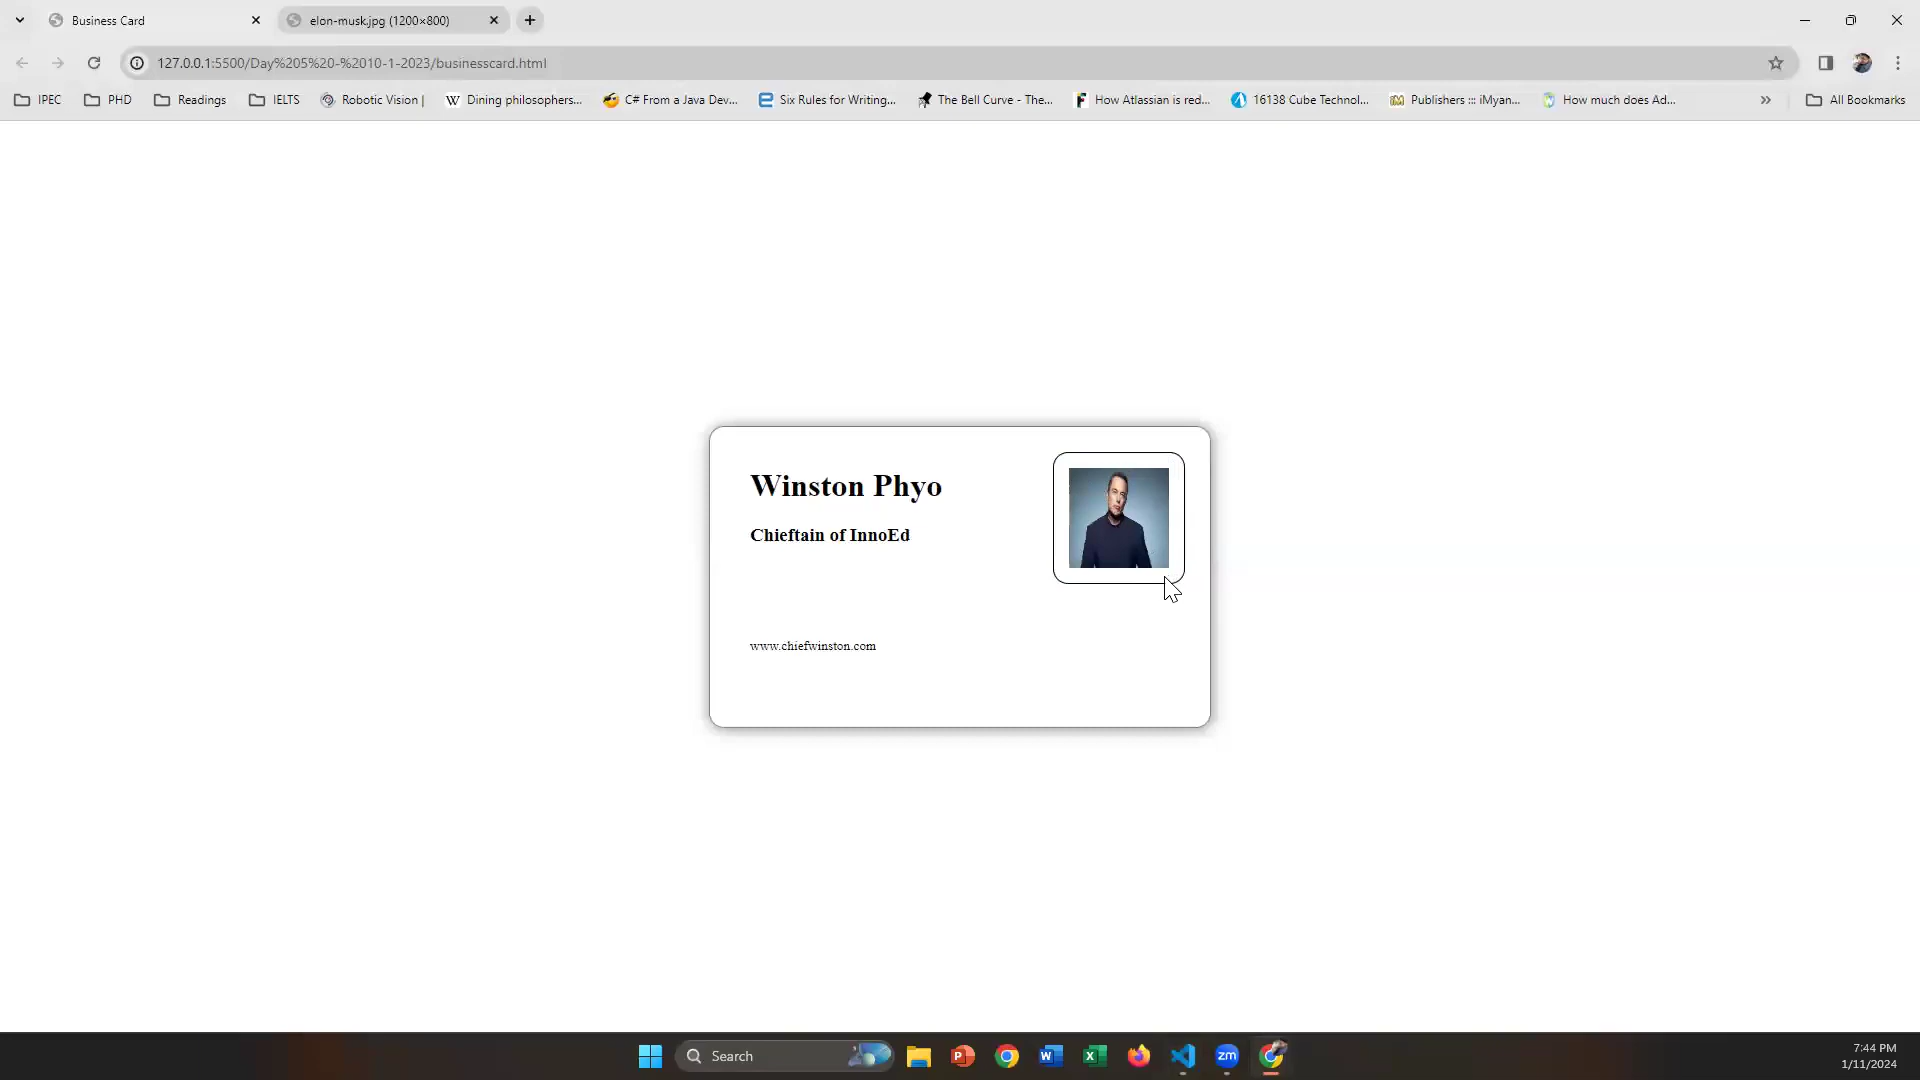 Business Card
elon-musk.jpg (1200×800)
127.0.0.1:5500/Day%205%20-%2010-1-2023/businesscard.html
IPEC
PHD
Readings
IELTS
Robotic Vision |
Dining philosophers...
C# From a Java Dev...
Six Rules for Writing...
The Bell Curve - The...
How Atlassian is red...
16138 Cube Technol...
Publishers ::: iMyan...
How much does Ad...
All Bookmarks
Winston Phyo
Chieftain of InnoEd
www.chiefwinston.com
Search
zm
7:44 PM
1/11/2024